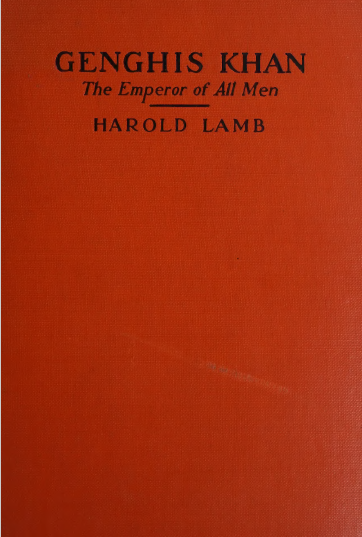 GENGHIS KHAN
The Emperor of All Men
HAROLD LAMB